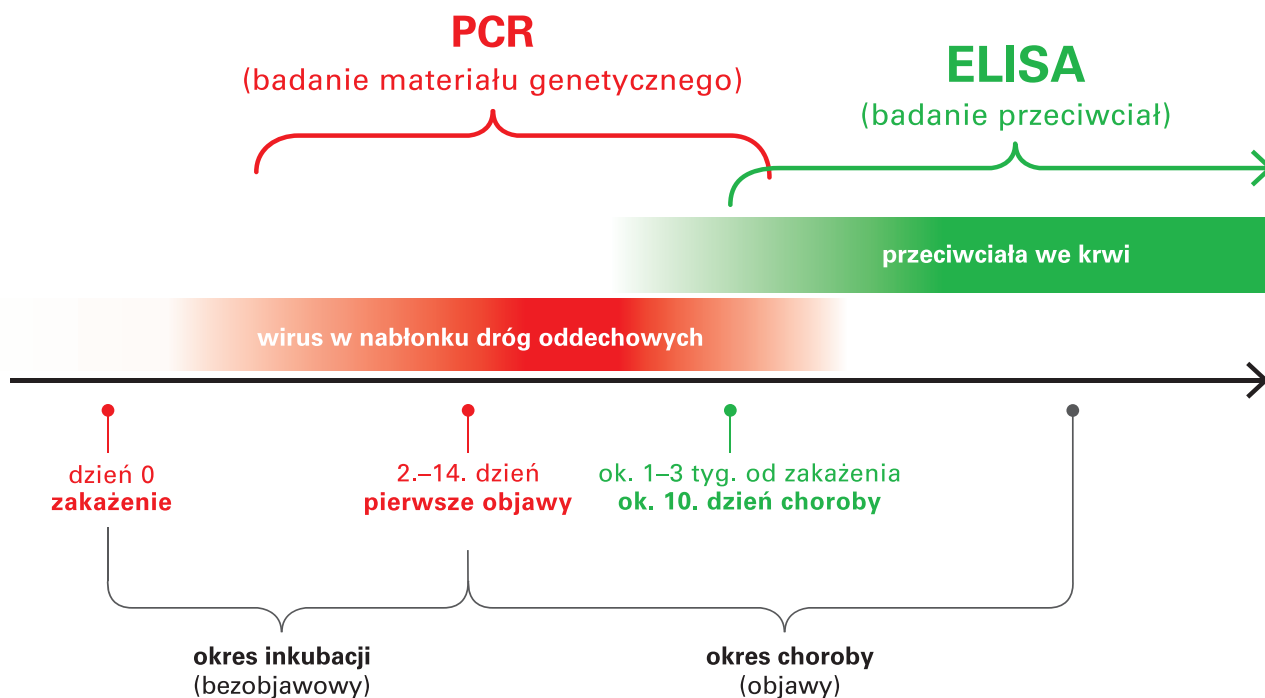 PCR
(badanie materiału genetycznego)
ELISA
(badanie przeciwciał)
przeciwciała we krwi
wirus w nabłonku dróg oddechowych
dzień 0
zakażenie
2.–14. dzień
pierwsze objawy
ok. 1–3 tyg. od zakażenia
ok. 10. dzień choroby
okres inkubacji
(bezobjawowy)
okres choroby
(objawy)